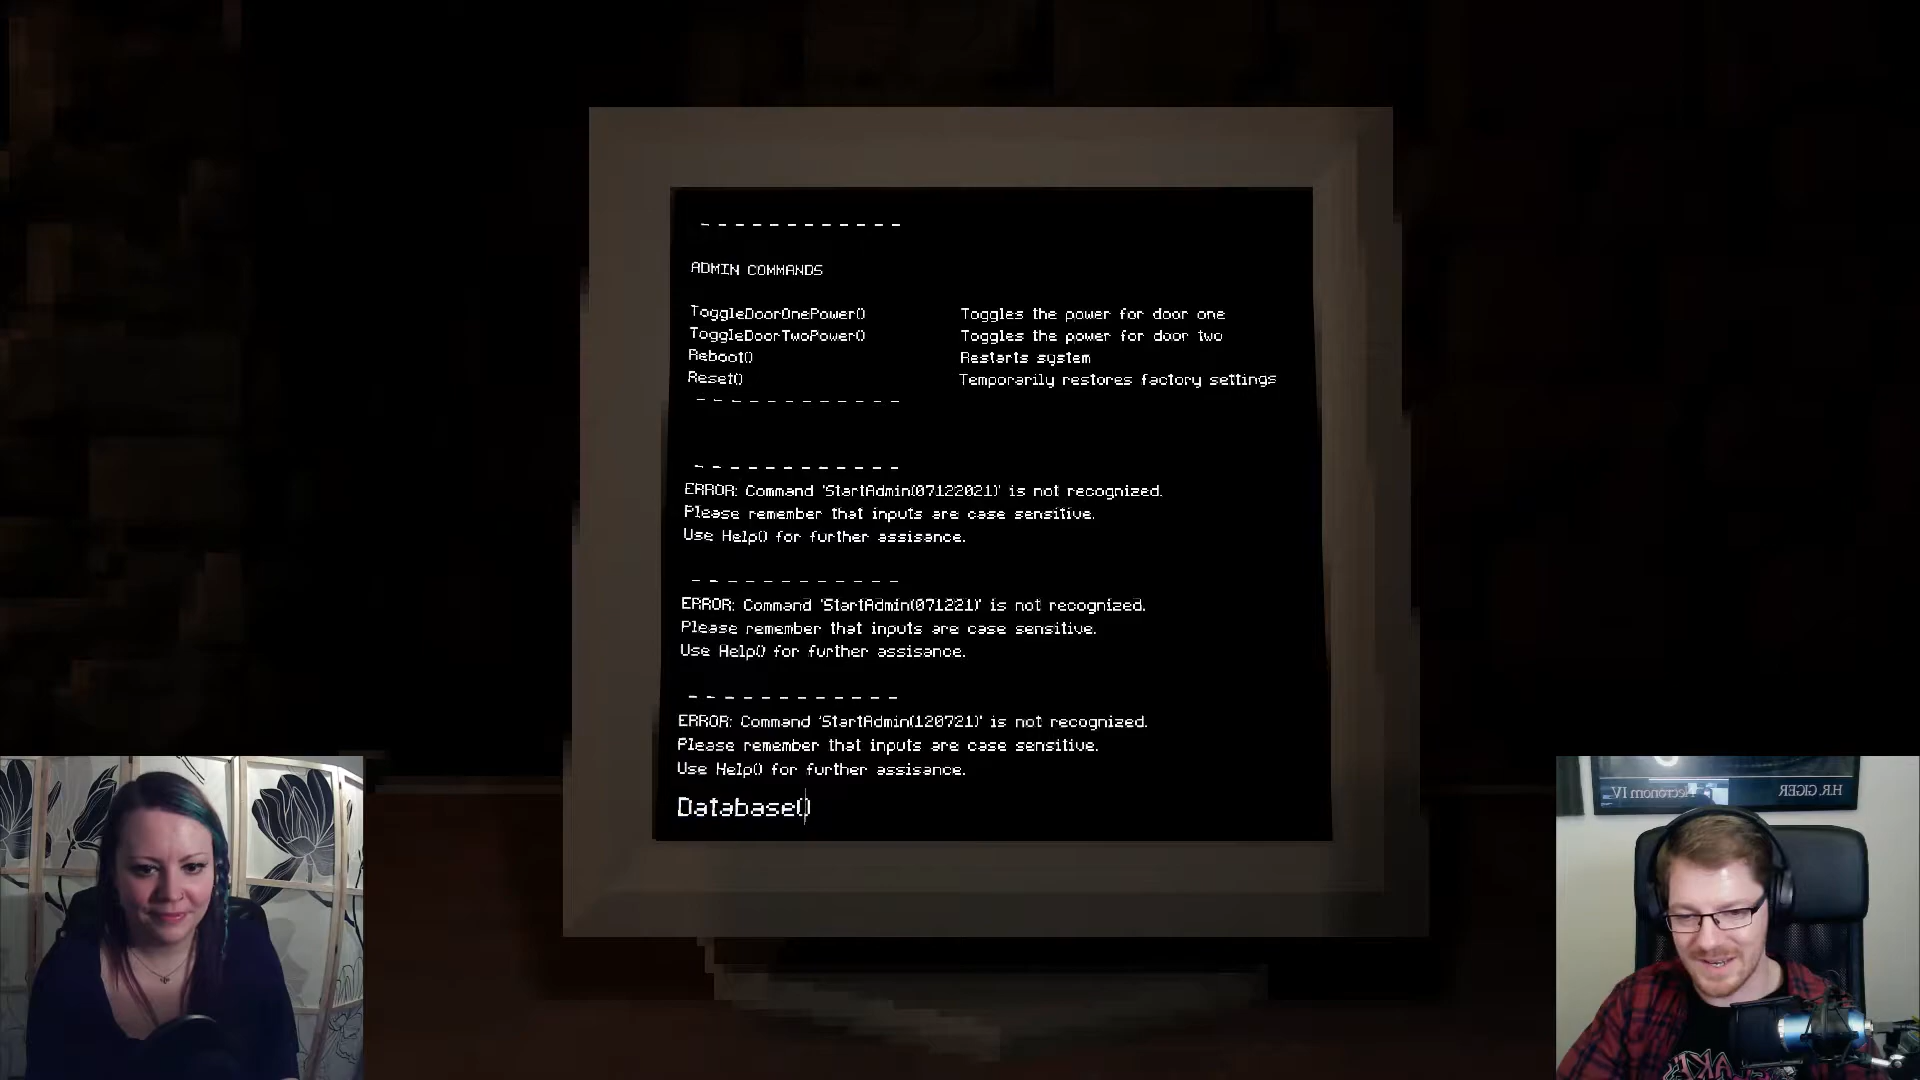 ADMIN COMMANDS
ToggleDoorOnePower() Toggles the power for door one
ToggleDoorTwoPower() Toggles the power for door two
Reboot() Restarts system
Reset() Temporarily restores factory settings
ERROR: Command 'StartAdmin(07122021)' is not recognized.
Please remember that inputs are case sensitive.
Use Help() for further assisance.
ERROR: Command 'StartAdmin(071221)' is not recognized.
Please remember that inputs are case sensitive.
Use Help() for further assisance.
ERROR: Command 'StartAdmin(120721)' is not recognized.
Please remember that inputs are case sensitive.
Use Help() for further assisance.
Database()
Necronom IV
H.R. GIGER